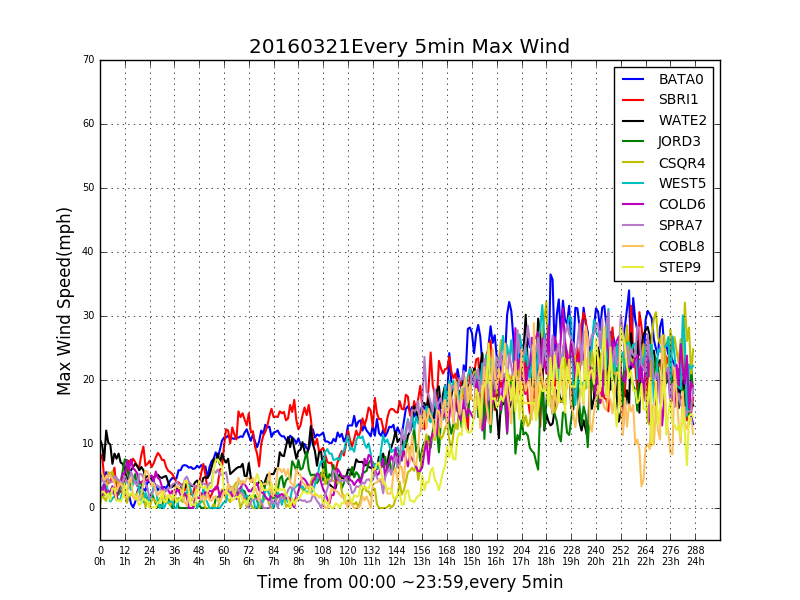 20160321Every 5min Max Wind
70
60
50
40
30
20
10
0
Max Wind Speed(mph)
BATA0
SBRI1
WATE2
JORD3
CSQR4
WEST5
COLD6
SPRA7
COBL8
STEP9
0 12 24 36 48 60 72 84 96 108 120 132 144 156 168 180 192 204 216 228 240 252 264 276 288
0h 1h 2h 3h 4h 5h 6h 7h 8h 9h 10h 11h 12h 13h 14h 15h 16h 17h 18h 19h 20h 21h 22h 23h 24h
Time from 00:00 ~23:59,every 5min